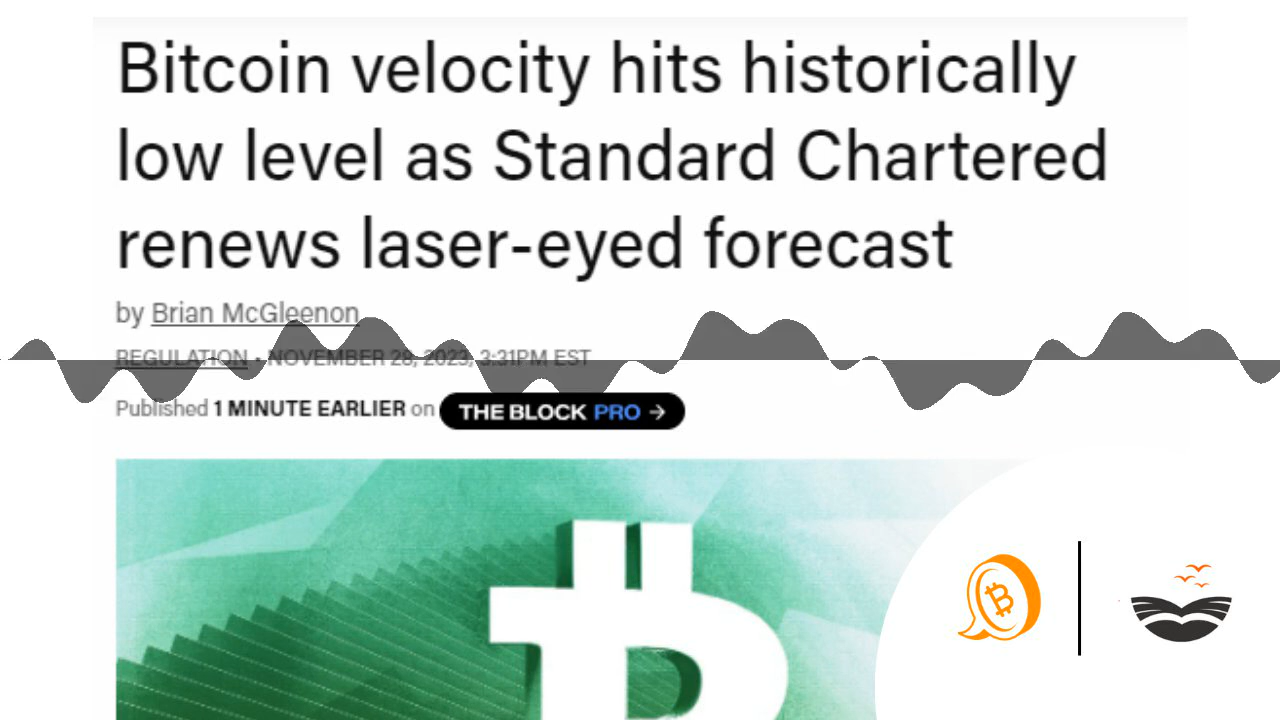 Bitcoin velocity hits historically
low level as Standard Chartered
renews laser-eyed forecast
by Brian McGleenon
REGULATION • NOVEMBER 28, 2023, 3:31PM EST
Published 1 MINUTE EARLIER on THE BLOCK PRO →